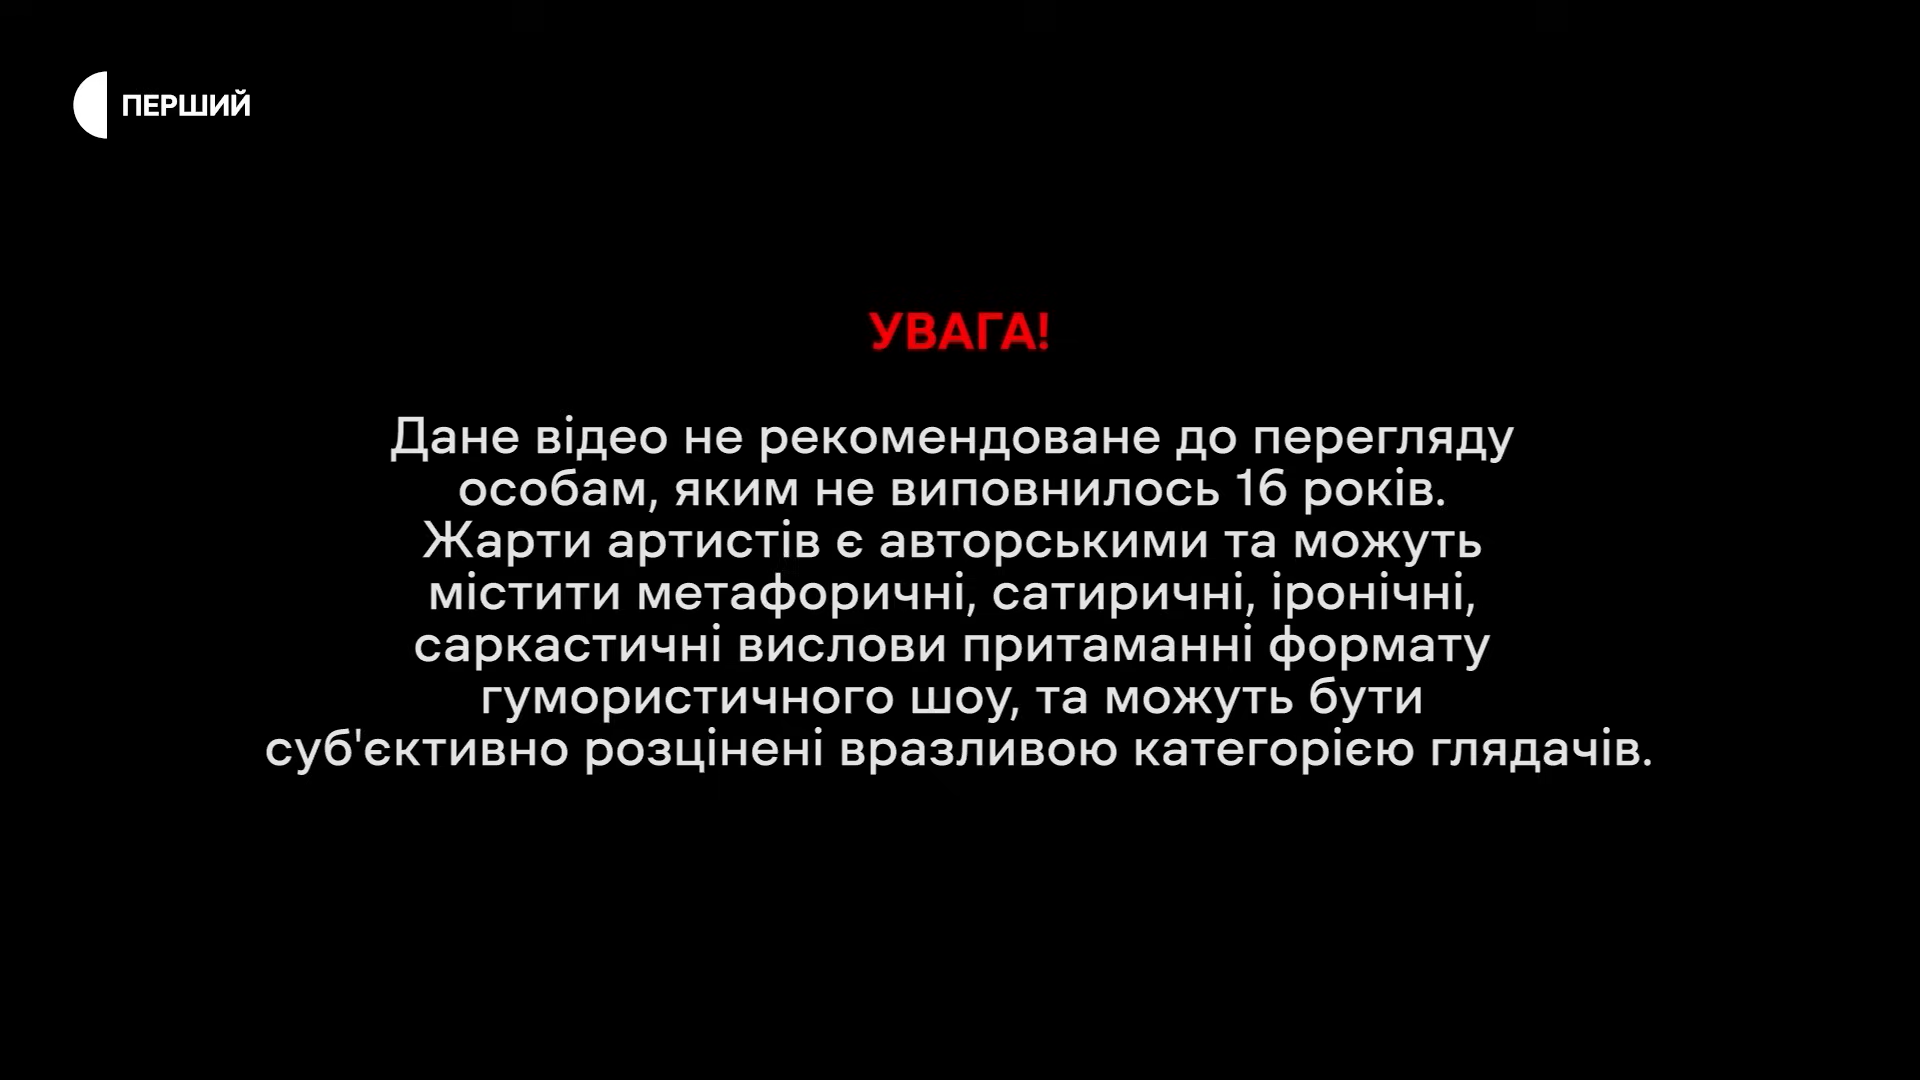 ПЕРШИЙ
УВАГА!
Дане відео не рекомендоване до перегляду
особам, яким не виповнилось 16 років.
Жарти артистів є авторськими та можуть
містити метафоричні, сатиричні, іронічні,
саркастичні вислови притаманні формату
гумористичного шоу, та можуть бути
суб'єктивно розцінені вразливою категорією глядачів.